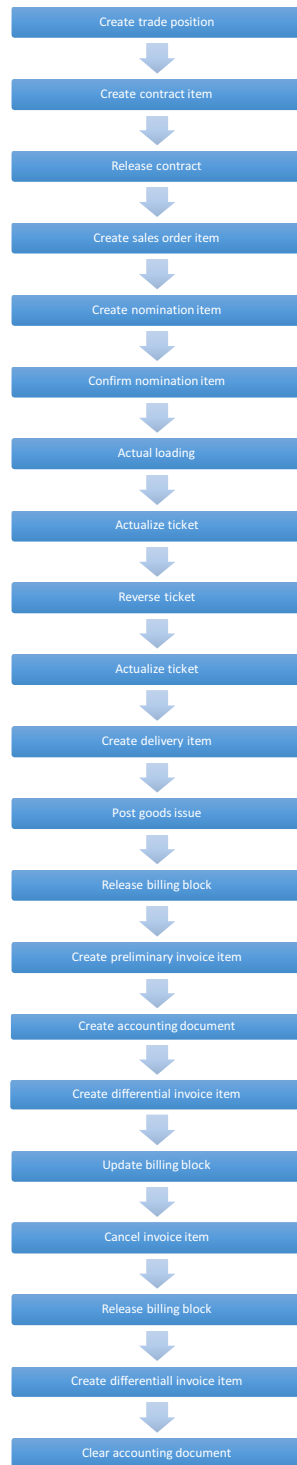 Create trade position
Create contract item
Release contract
Create sales order item
Create nomination item
Confirm nomination item
Actual loading
Actualize ticket
Reverse ticket
Actualize ticket
Create delivery item
Post goods issue
Release billing block
Create preliminary invoice item
Create accounting document
Create differential invoice item
Update billing block
Cancel invoice item
Release billing block
Create differentiall invoice item
Clear accounting document